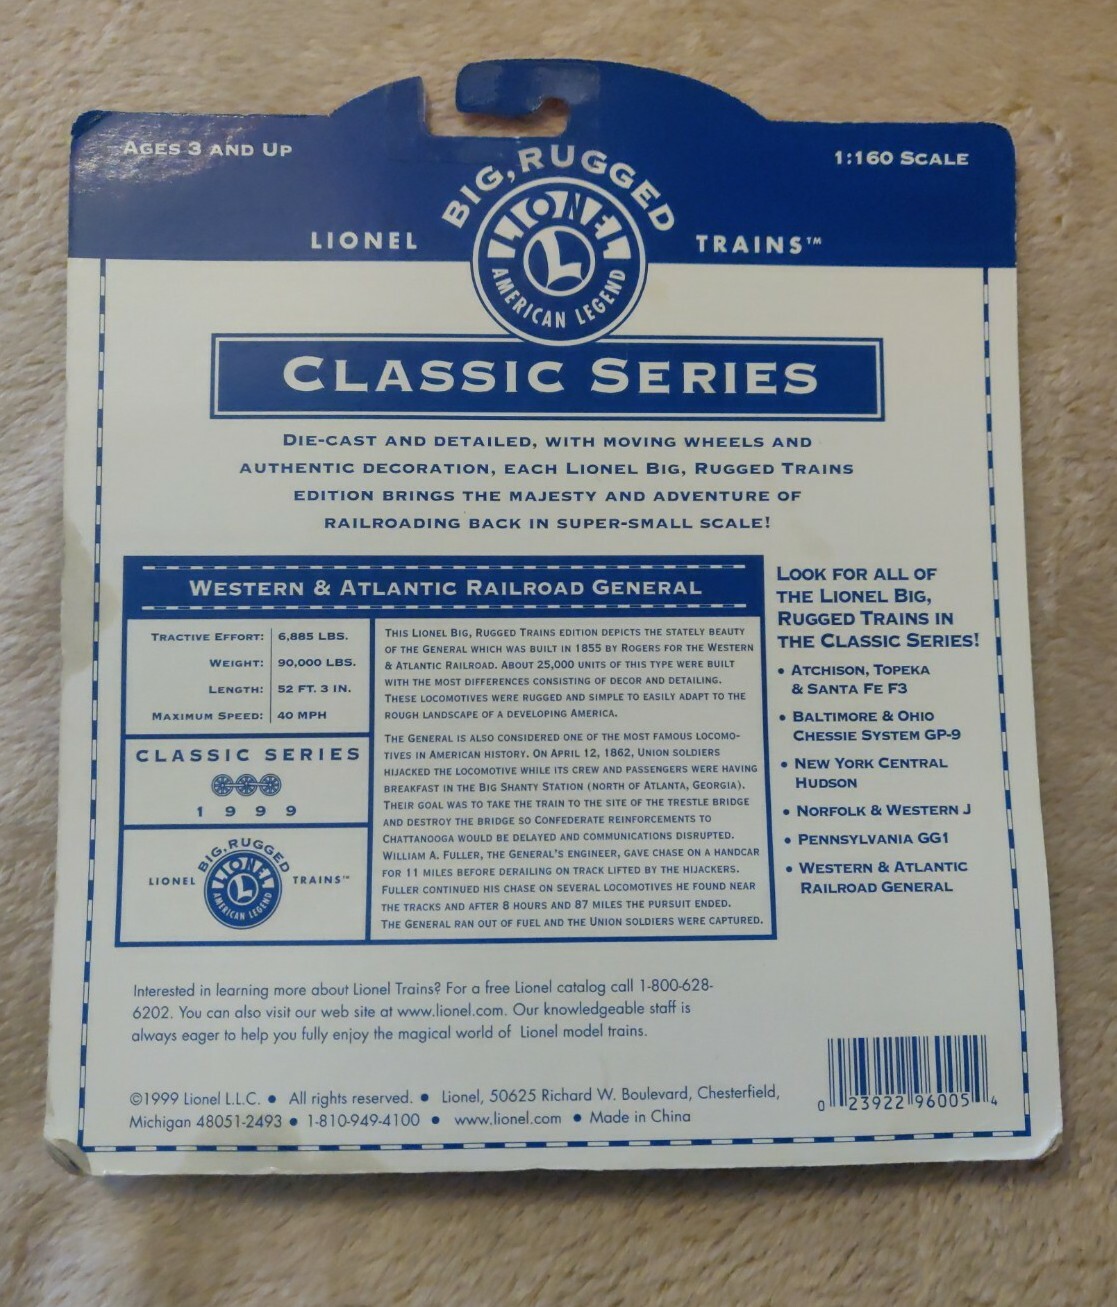 AGES 3 AND UP
1:160 SCALE
BIG, RUGGED
LIONEL
LIONEL
L
AMERICAN LEGEND
TRAINS™
CLASSIC SERIES
DIE-CAST AND DETAILED, WITH MOVING WHEELS AND
AUTHENTIC DECORATION, EACH LIONEL BIG, RUGGED TRAINS
EDITION BRINGS THE MAJESTY AND ADVENTURE OF
RAILROADING BACK IN SUPER-SMALL SCALE!
WESTERN & ATLANTIC RAILROAD GENERAL
TRACTIVE EFFORT: 6,885 LBS.
WEIGHT: 90,000 LBS.
LENGTH: 52 FT. 3 IN.
MAXIMUM SPEED: 40 MPH
CLASSIC SERIES
1 9 9 9
BIG, RUGGED
LIONEL
LIONEL
L
AMERICAN LEGEND
TRAINS™
THIS LIONEL BIG, RUGGED TRAINS EDITION DEPICTS THE STATELY BEAUTY
OF THE GENERAL WHICH WAS BUILT IN 1855 BY ROGERS FOR THE WESTERN
& ATLANTIC RAILROAD. ABOUT 25,000 UNITS OF THIS TYPE WERE BUILT
WITH THE MOST DIFFERENCES CONSISTING OF DECOR AND DETAILING.
THESE LOCOMOTIVES WERE RUGGED AND SIMPLE TO EASILY ADAPT TO THE
ROUGH LANDSCAPE OF A DEVELOPING AMERICA.
THE GENERAL IS ALSO CONSIDERED ONE OF THE MOST FAMOUS LOCOMO-
TIVES IN AMERICAN HISTORY. ON APRIL 12, 1862, UNION SOLDIERS
HIJACKED THE LOCOMOTIVE WHILE ITS CREW AND PASSENGERS WERE HAVING
BREAKFAST IN THE BIG SHANTY STATION (NORTH OF ATLANTA, GEORGIA).
THEIR GOAL WAS TO TAKE THE TRAIN TO THE SITE OF THE TRESTLE BRIDGE
AND DESTROY THE BRIDGE SO CONFEDERATE REINFORCEMENTS TO
CHATTANOOGA WOULD BE DELAYED AND COMMUNICATIONS DISRUPTED.
WILLIAM A. FULLER, THE GENERAL'S ENGINEER, GAVE CHASE ON A HANDCAR
FOR 11 MILES BEFORE DERAILING ON TRACK LIFTED BY THE HIJACKERS.
FULLER CONTINUED HIS CHASE ON SEVERAL LOCOMOTIVES HE FOUND NEAR
THE TRACKS AND AFTER 8 HOURS AND 87 MILES THE PURSUIT ENDED.
THE GENERAL RAN OUT OF FUEL AND THE UNION SOLDIERS WERE CAPTURED.
LOOK FOR ALL OF
THE LIONEL BIG,
RUGGED TRAINS IN
THE CLASSIC SERIES!
• ATCHISON, TOPEKA
& SANTA FE F3
• BALTIMORE & OHIO
CHESSIE SYSTEM GP-9
• NEW YORK CENTRAL
HUDSON
• NORFOLK & WESTERN J
• PENNSYLVANIA GG1
• WESTERN & ATLANTIC
RAILROAD GENERAL
Interested in learning more about Lionel Trains? For a free Lionel catalog call 1-800-628-
6202. You can also visit our web site at www.lionel.com. Our knowledgeable staff is
always eager to help you fully enjoy the magical world of Lionel model trains.
©1999 Lionel L.L.C. • All rights reserved. • Lionel, 50625 Richard W. Boulevard, Chesterfield,
Michigan 48051-2493 • 1-810-949-4100 • www.lionel.com • Made in China
0 23922 96005 4